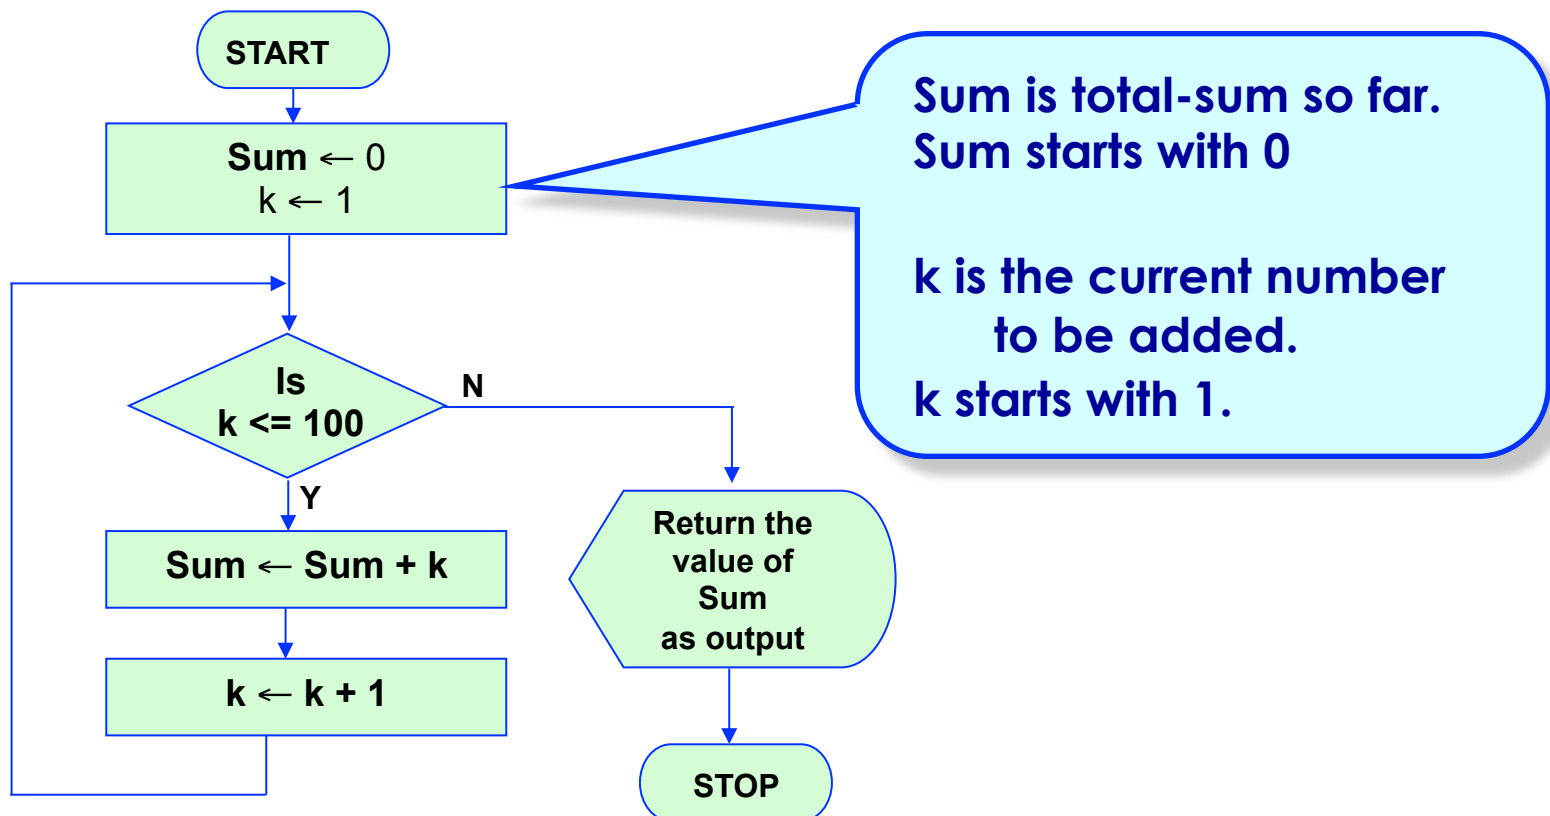 START
Sum ← 0
k ← 1
Sum is total-sum so far.
Sum starts with 0
k is the current number
to be added.
k starts with 1.
Is
k <= 100
N
Y
Sum ← Sum + k
k ← k + 1
Return the
value of
Sum
as output
STOP